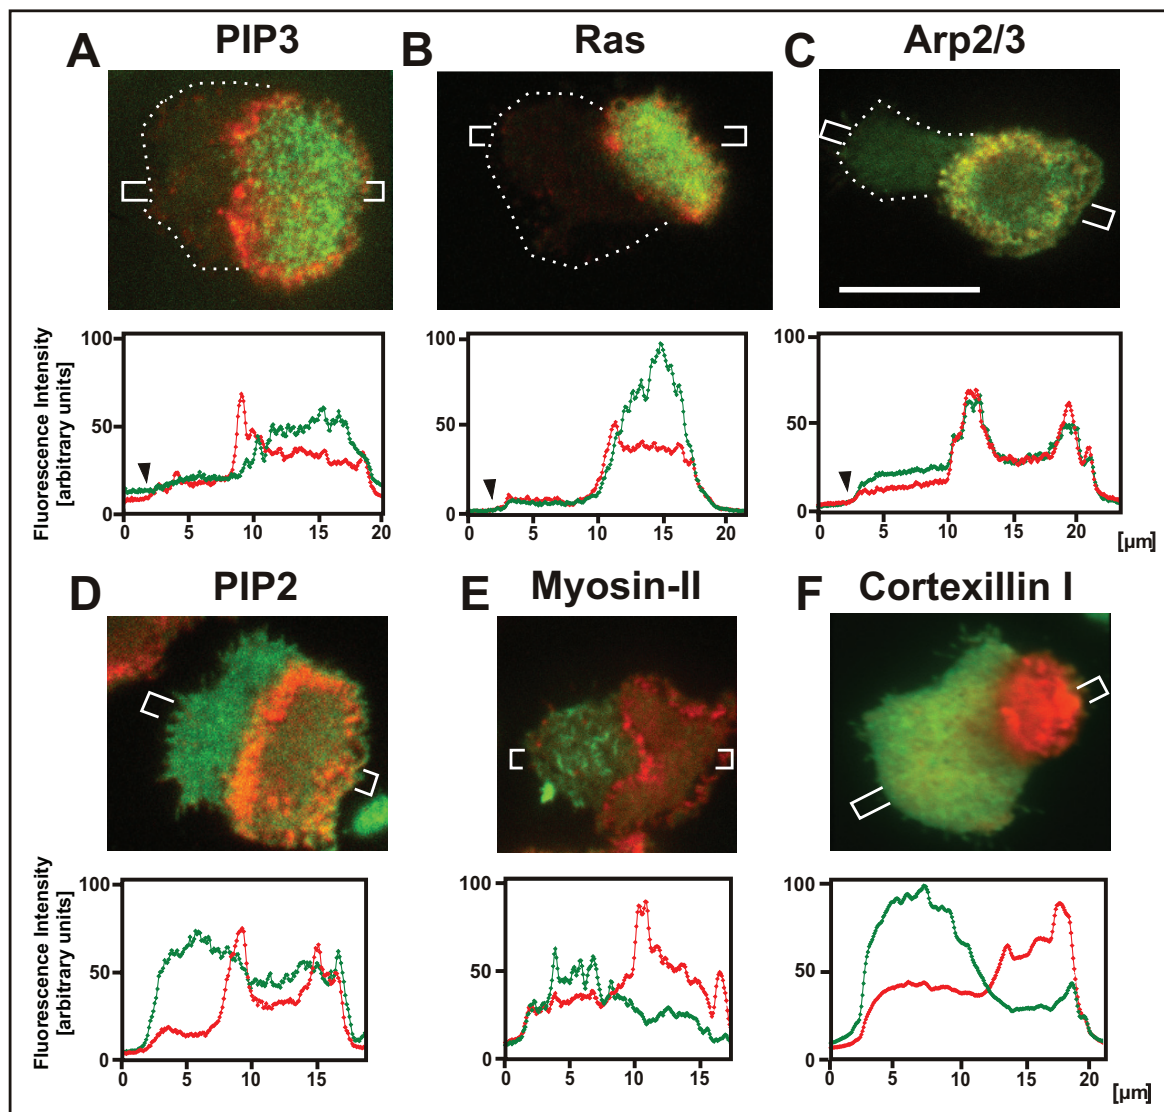 A PIP3
B Ras
C Arp2/3
Fluorescence Intensity
[arbitrary units]
100
50
0
0 5 10 15 20
100
50
0
0 5 10 15 20
100
50
0
0 5 10 15 20
[µm]
D PIP2
E Myosin-II
F Cortexillin I
Fluorescence Intensity
[arbitrary units]
100
50
0
0 5 10 15
100
50
0
0 5 10 15
100
50
0
0 5 10 15 20
[µm]